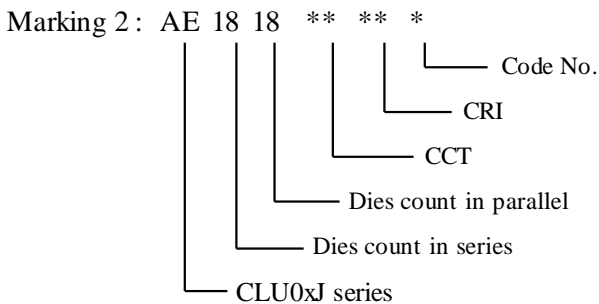 Marking 2 : AE 18 18 ** ** *
Code No.
CRI
CCT
Dies count in parallel
Dies count in series
CLU0xJ series